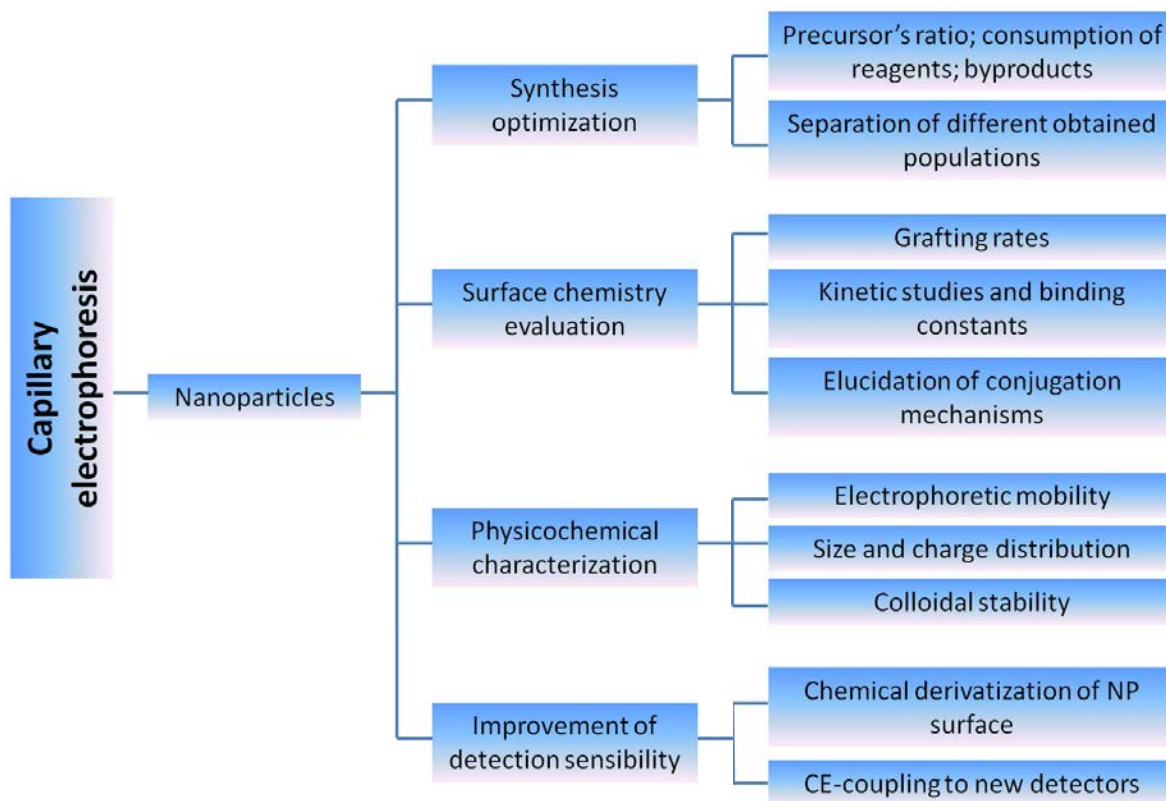 Capillary
electrophoresis
Nanoparticles
Synthesis
optimization
Precursor’s ratio; consumption of
reagents; byproducts
Separation of different obtained
populations
Surface chemistry
evaluation
Grafting rates
Kinetic studies and binding
constants
Elucidation of conjugation
mechanisms
Physicochemical
characterization
Electrophoretic mobility
Size and charge distribution
Colloidal stability
Improvement of
detection sensibility
Chemical derivatization of NP
surface
CE-coupling to new detectors